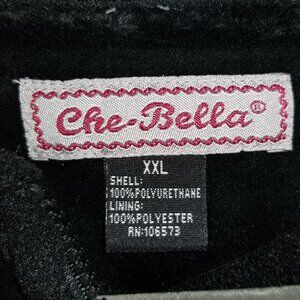 Che-Bella®
XXL
SHELL:
100%POLYURETHANE
LINING:
100%POLYESTER
RN:106573